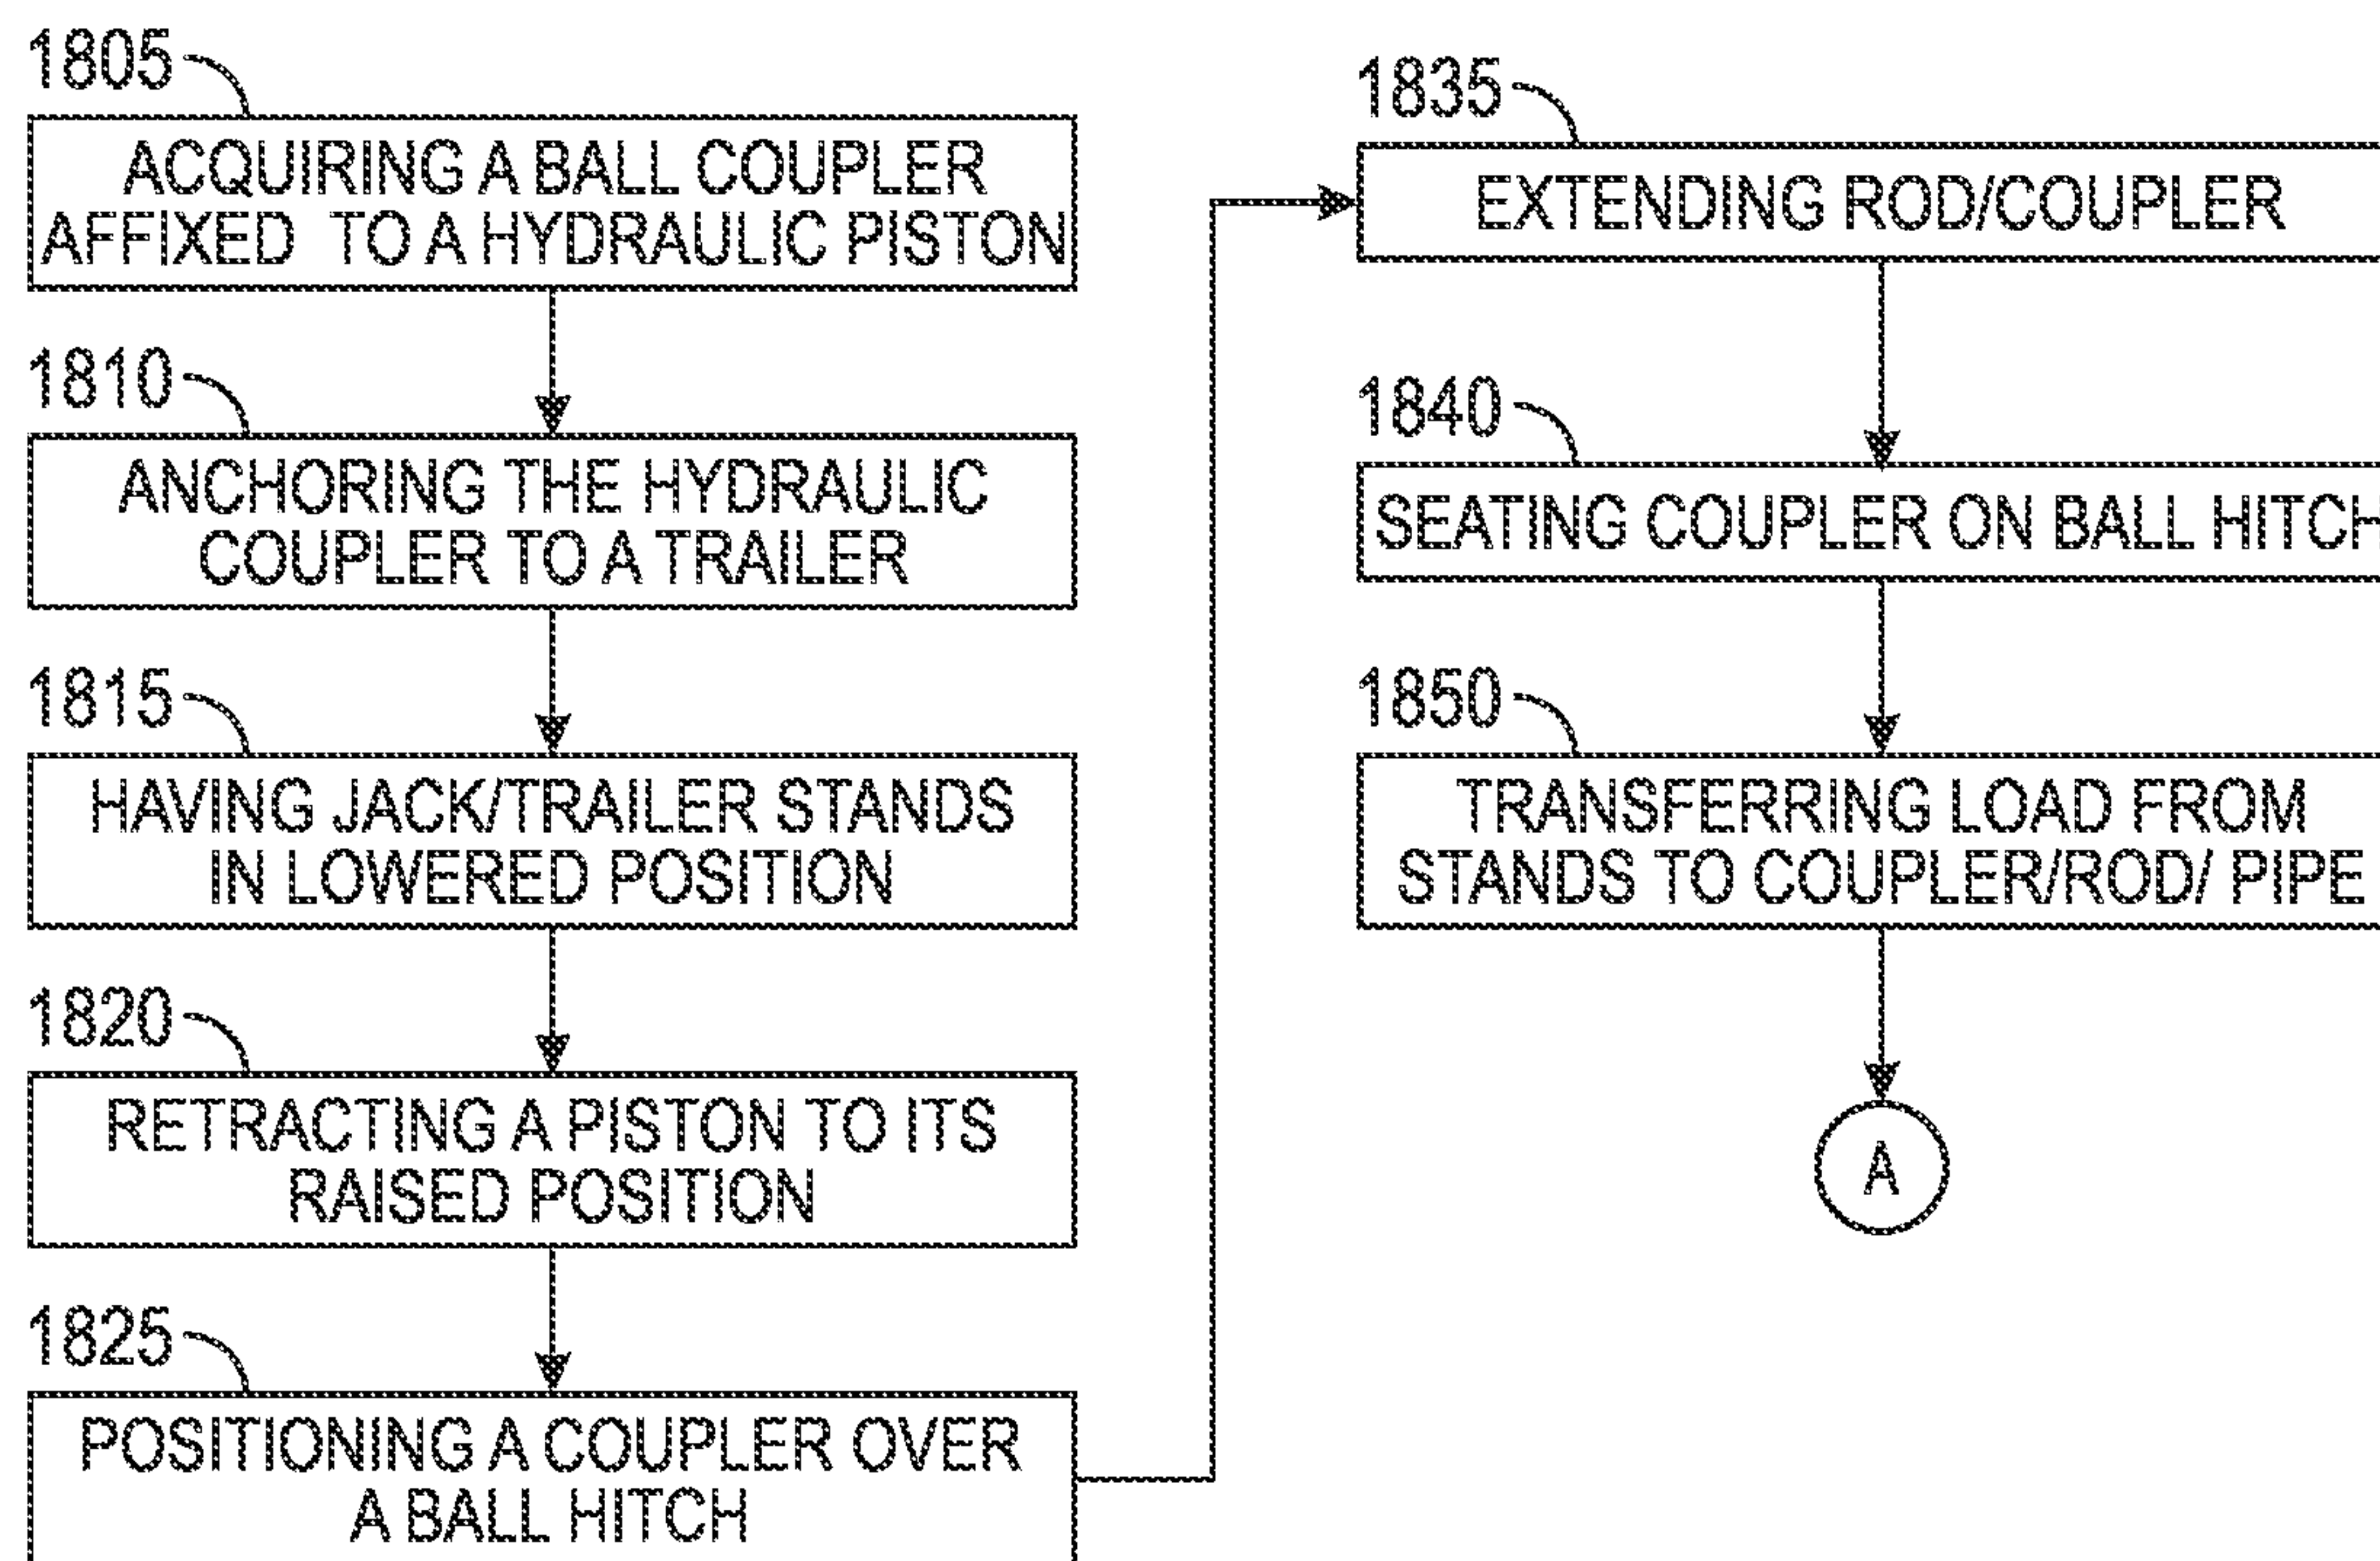 1805
ACQUIRING A BALL COUPLER
AFFIXED TO A HYDRAULIC PISTON
1810
ANCHORING THE HYDRAULIC
COUPLER TO A TRAILER
1815
HAVING JACK/TRAILER STANDS
IN LOWERED POSITION
1820
RETRACTING A PISTON TO ITS
RAISED POSITION
1825
POSITIONING A COUPLER OVER
A BALL HITCH
1835
EXTENDING ROD/COUPLER
1840
SEATING COUPLER ON BALL HITCH
1850
TRANSFERRING LOAD FROM
STANDS TO COUPLER/ROD/ PIPE
A